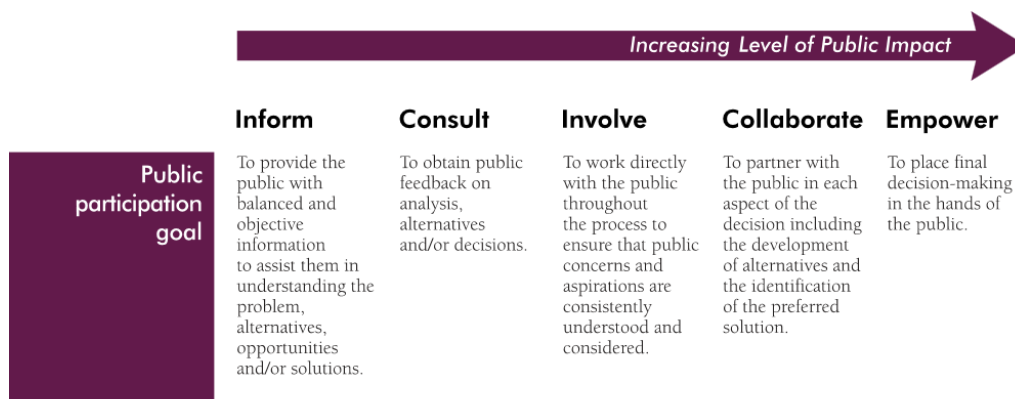 Increasing Level of Public Impact
Inform
Consult
Involve
Collaborate
Empower
Public
participation
goal
To provide the
public with
balanced and
objective
information
to assist them in
understanding the
problem,
alternatives,
opportunities
and/or solutions.
To obtain public
feedback on
analysis,
alternatives
and/or decisions.
To work directly
with the public
throughout
the process to
ensure that public
concerns and
aspirations are
consistently
understood and
considered.
To partner with
the public in each
aspect of the
decision including
the development
of alternatives and
the identification
of the preferred
solution.
To place final
decision-making
in the hands of
the public.